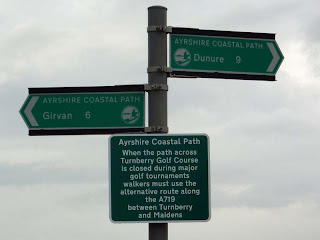 AYRSHIRE COASTAL PATH
Dunure 9
AYRSHIRE COASTAL PATH
Girvan 6
Ayrshire Coastal Path
When the path across
Turnberry Golf Course
is closed during major
golf tournaments
walkers must use the
alternative route along
the A719
between Turnberry
and Maidens